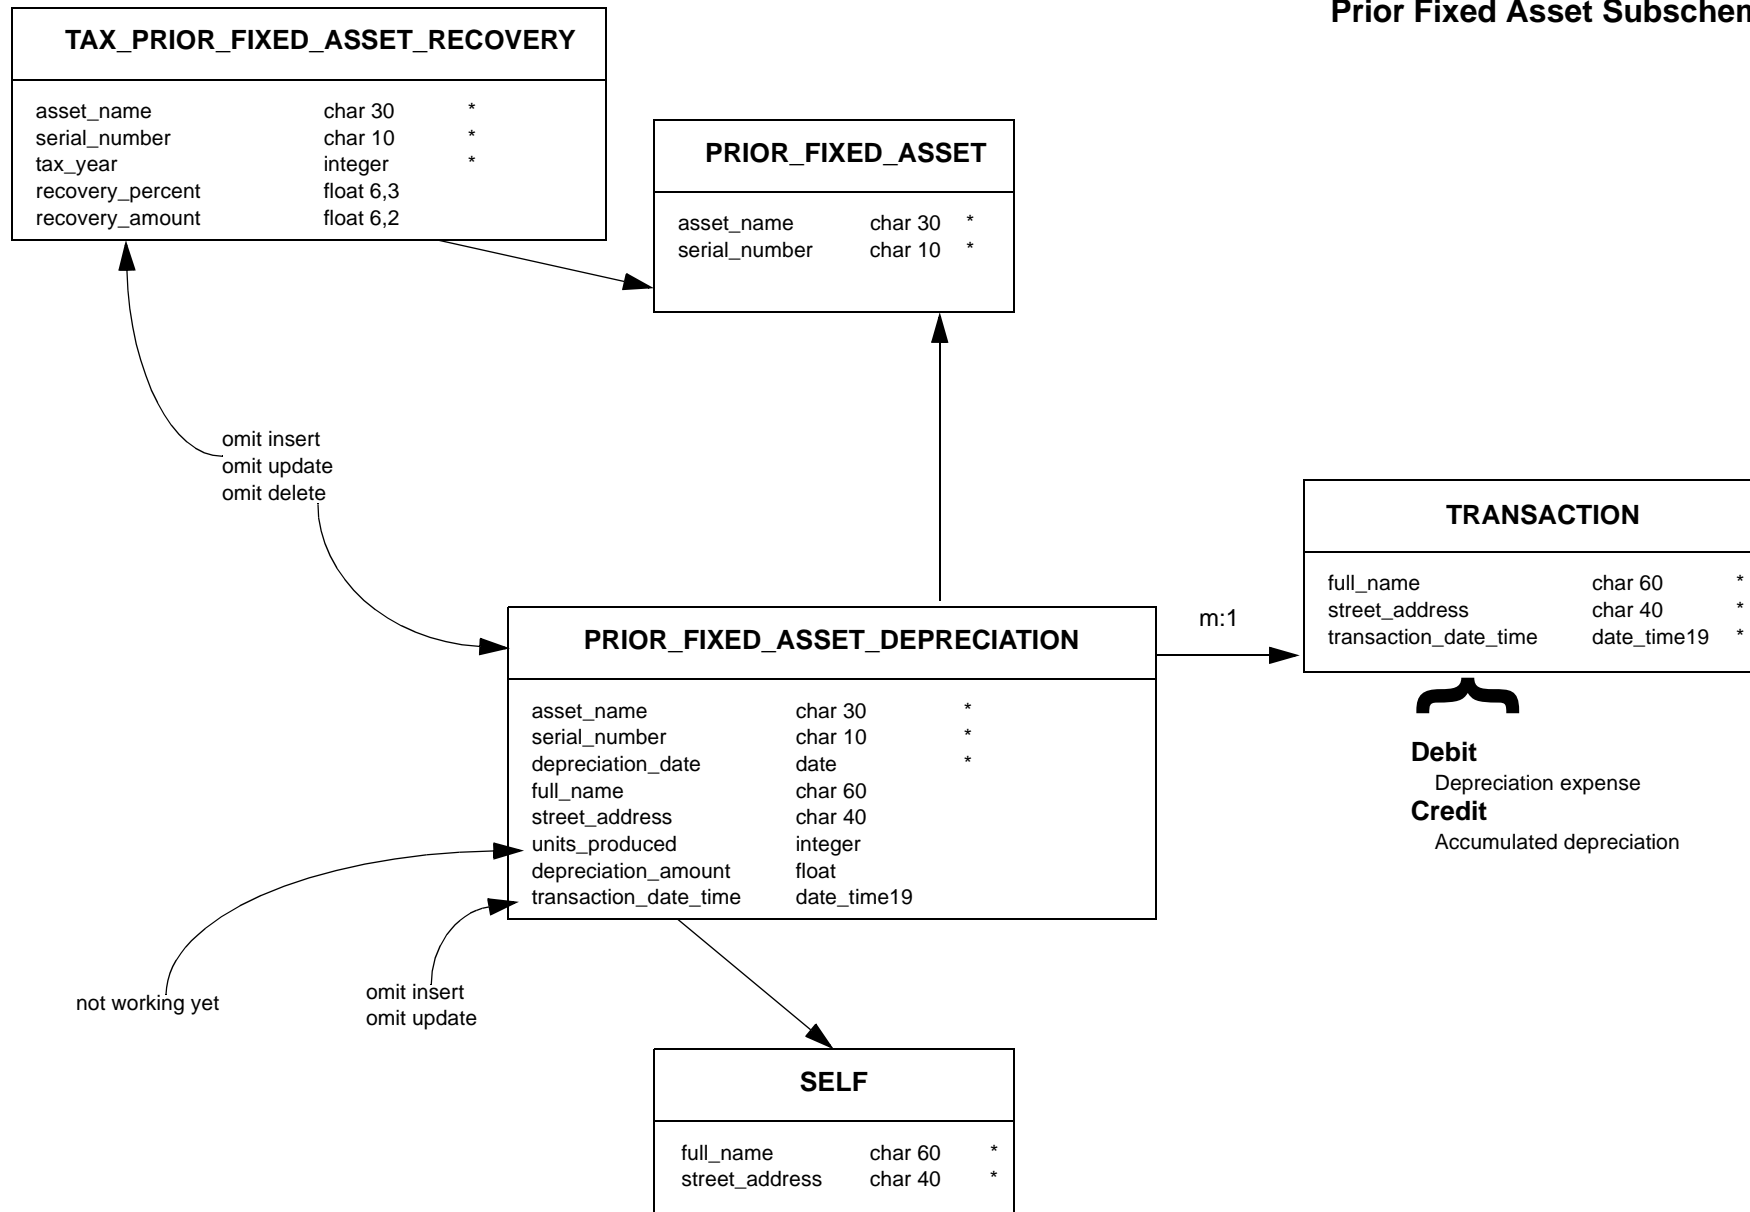 Prior Fixed Asset Subschem
TAX_PRIOR_FIXED_ASSET_RECOVERY
asset_name char 30 *
serial_number char 10 *
tax_year integer *
recovery_percent float 6,3
recovery_amount float 6,2
PRIOR_FIXED_ASSET
asset_name char 30 *
serial_number char 10 *
omit insert
omit update
omit delete
TRANSACTION
full_name char 60 *
street_address char 40 *
transaction_date_time date_time19 *
m:1
PRIOR_FIXED_ASSET_DEPRECIATION
asset_name char 30 *
serial_number char 10 *
depreciation_date date *
full_name char 60
street_address char 40
units_produced integer
depreciation_amount float
transaction_date_time date_time19
Debit
Depreciation expense
Credit
Accumulated depreciation
not working yet
omit insert
omit update
SELF
full_name char 60 *
street_address char 40 *